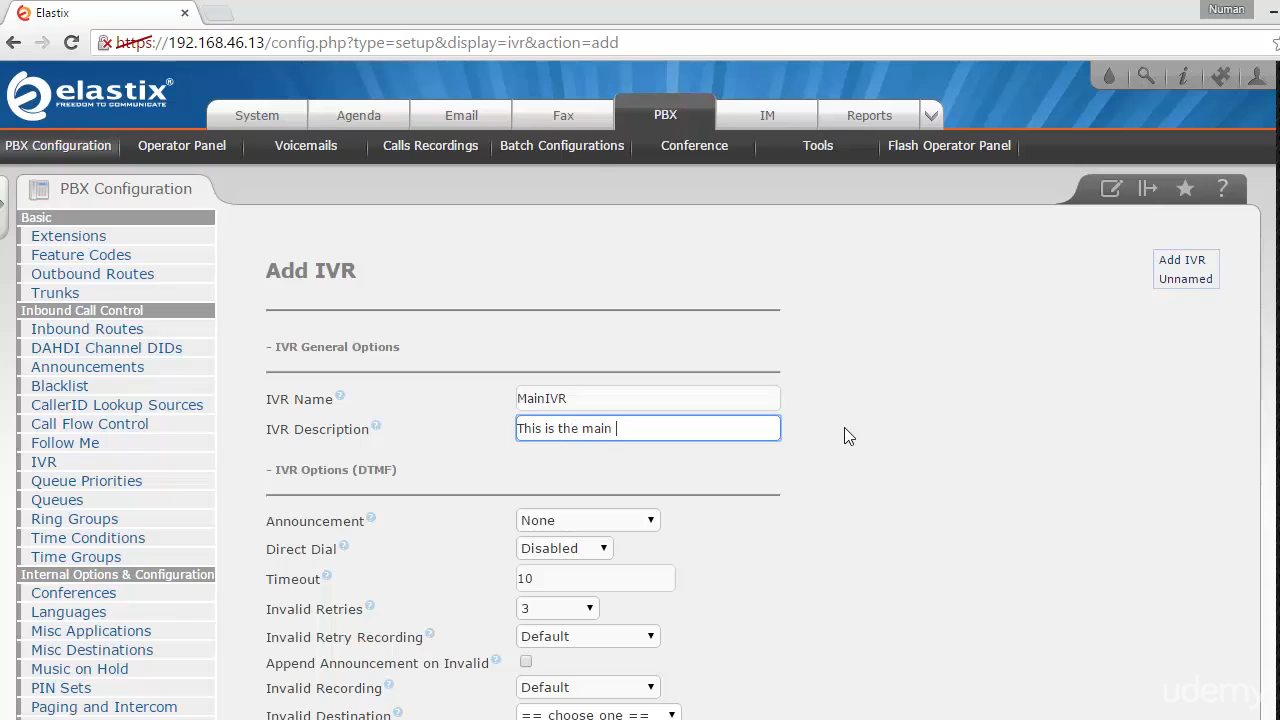 Elastix
Numan
https://192.168.46.13/config.php?type=setup&display=ivr&action=add
elastix®
FREEDOM TO COMMUNICATE
System Agenda Email Fax PBX IM Reports
PBX Configuration Operator Panel Voicemails Calls Recordings Batch Configurations Conference Tools Flash Operator Panel
PBX Configuration
Basic
Extensions
Feature Codes
Outbound Routes
Trunks
Inbound Call Control
Inbound Routes
DAHDI Channel DIDs
Announcements
Blacklist
CallerID Lookup Sources
Call Flow Control
Follow Me
IVR
Queue Priorities
Queues
Ring Groups
Time Conditions
Time Groups
Internal Options & Configuration
Conferences
Languages
Misc Applications
Misc Destinations
Music on Hold
PIN Sets
Paging and Intercom
Add IVR
Add IVR
Unnamed
- IVR General Options
IVR Name ? MainIVR
IVR Description ? This is the main
- IVR Options (DTMF)
Announcement ? None
Direct Dial ? Disabled
Timeout ? 10
Invalid Retries ? 3
Invalid Retry Recording ? Default
Append Announcement on Invalid ?
Invalid Recording ? Default
Invalid Destination ? == choose one ==
udemy